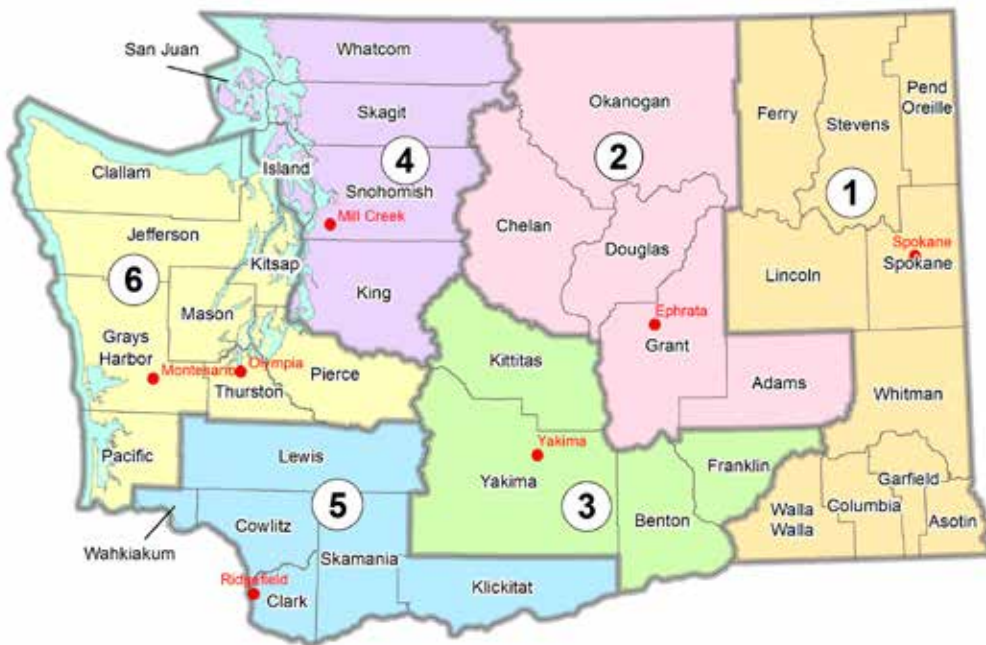 San Juan
Whatcom
Okanogan
Ferry
Stevens
Pend
Oreille
Skagit
Clallam
Island
4
2
1
Snohomish
Mill Creek
Chelan
Jefferson
Douglas
Spokane
Kitsap
Spokane
6
King
Lincoln
Mason
Ephrata
Grays
Harbor
Grant
Kittitas
Montesano
Olympia
Pierce
Adams
Thurston
Whitman
Yakima
Pacific
Lewis
Franklin
Yakima
Garfield
5
3
Walla
Walla
Columbia
Cowlitz
Benton
Asotin
Wahkiakum
Skamania
Ridgefield
Klickitat
Clark